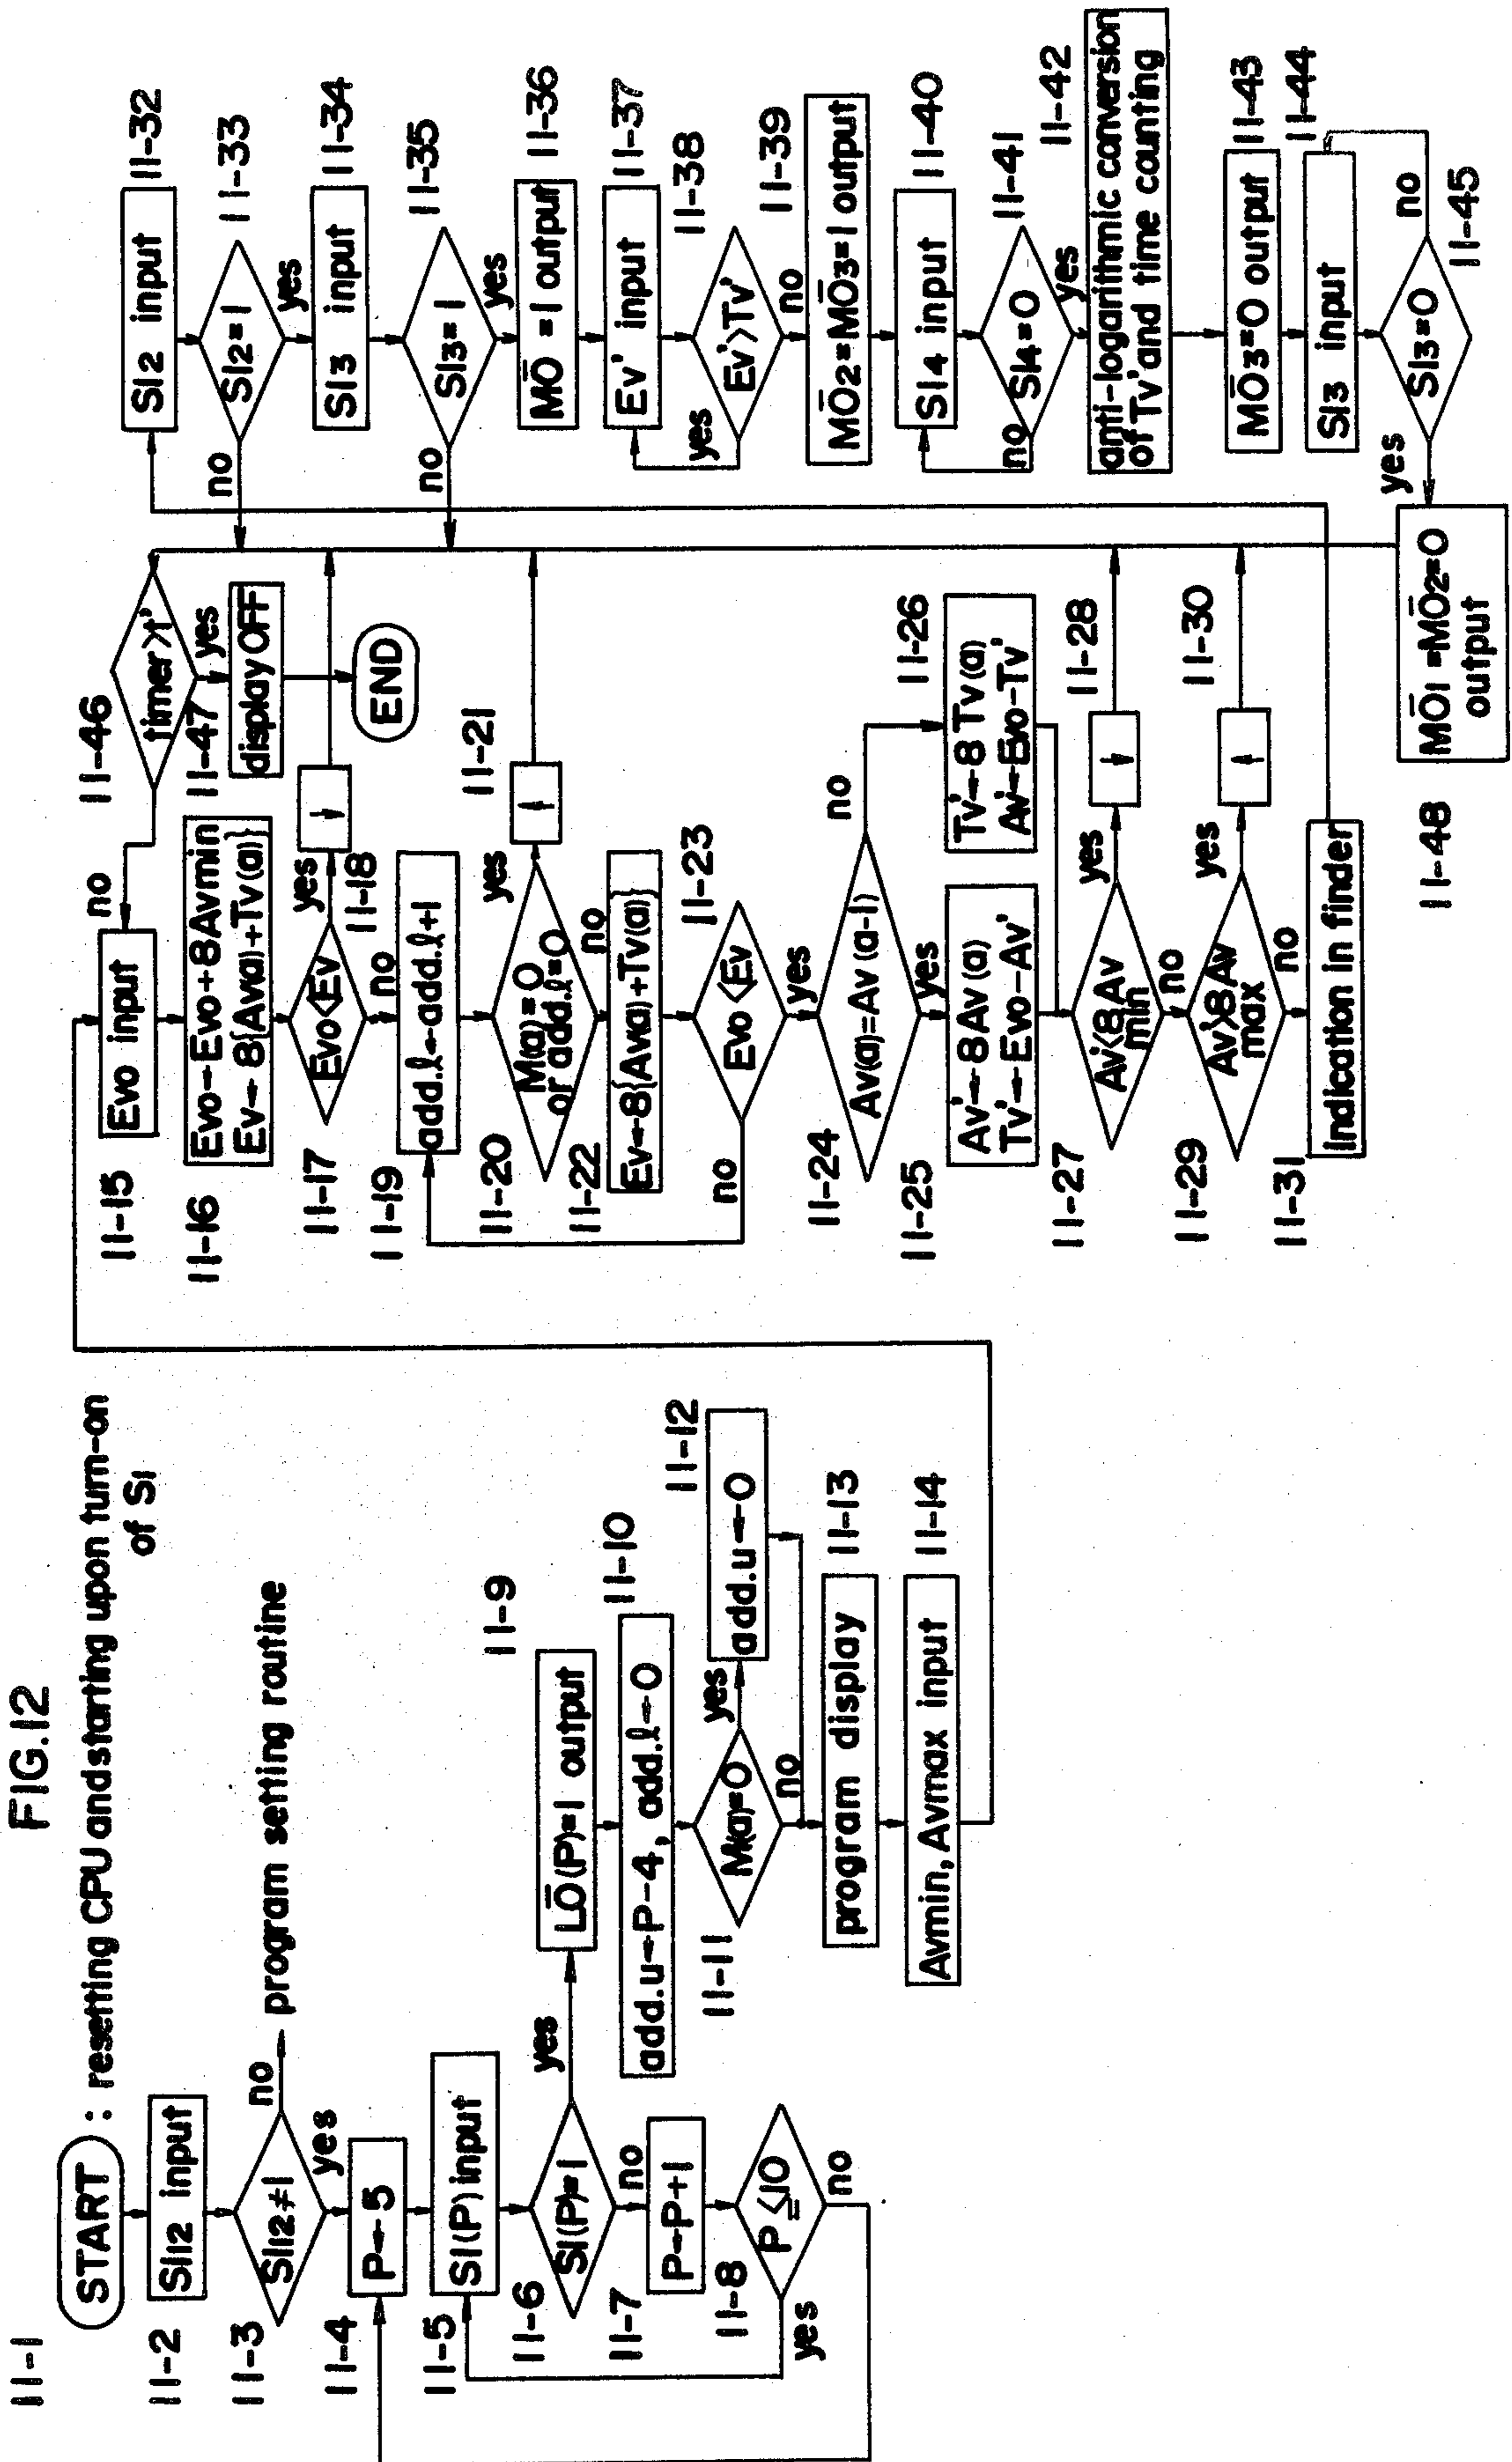 FIG.12
11-1
START
: resetting CPU and starting upon turn-on
of S1
11-2
SI12 input
11-3
SI12≠1
no
program setting routine
yes
11-4
P←5
11-5
SI(P) input
11-6
SI(P)=1
yes
no
11-7
P←P+1
11-8
P≦10
yes
no
11-9
L̄O(P)=1 output
11-10
add.u←P-4, add.ℓ←0
11-11
M(a)=0
yes
no
11-12
add.u←0
11-13
program display
11-14
Avmin, Avmax input
11-15
Evo input
no
11-16
Evo←Evo+8Avmin
Ev←8{Av(a)+Tv(a)}
11-17
Evo<Ev
yes
11-18
no
11-19
add.ℓ←add.ℓ+1
11-20
M(a)=0
or add.ℓ=0
yes
11-21
no
11-22
Ev←8{Av(a)+Tv(a)}
11-23
Evo<Ev
no
yes
11-24
Av(a)=Av(a-1)
no
yes
11-25
Av'←8Av(a)
Tv'←Evo-Av'
11-26
Tv'←8Tv(a)
Av'←Evo-Tv'
11-27
Av'<8Av
min
yes
11-28
no
11-29
Av'>8Av
max
yes
11-30
no
11-31
indication in finder
11-46
timer>t'
yes
11-47
display OFF
END
11-32
SI2 input
11-33
SI2=1
no
yes
11-34
SI3 input
11-35
SI3=1
no
yes
11-36
M̄O=1 output
11-37
Ev' input
11-38
Ev'>Tv'
yes
no
11-39
M̄O2=M̄O3=1 output
11-40
SI4 input
11-41
SI4=0
no
yes
11-42
anti-logarithmic conversion
of Tv' and time counting
11-43
M̄O3=0 output
11-44
SI3 input
no
11-45
SI3=0
yes
11-48
M̄O1=M̄O2=0
output